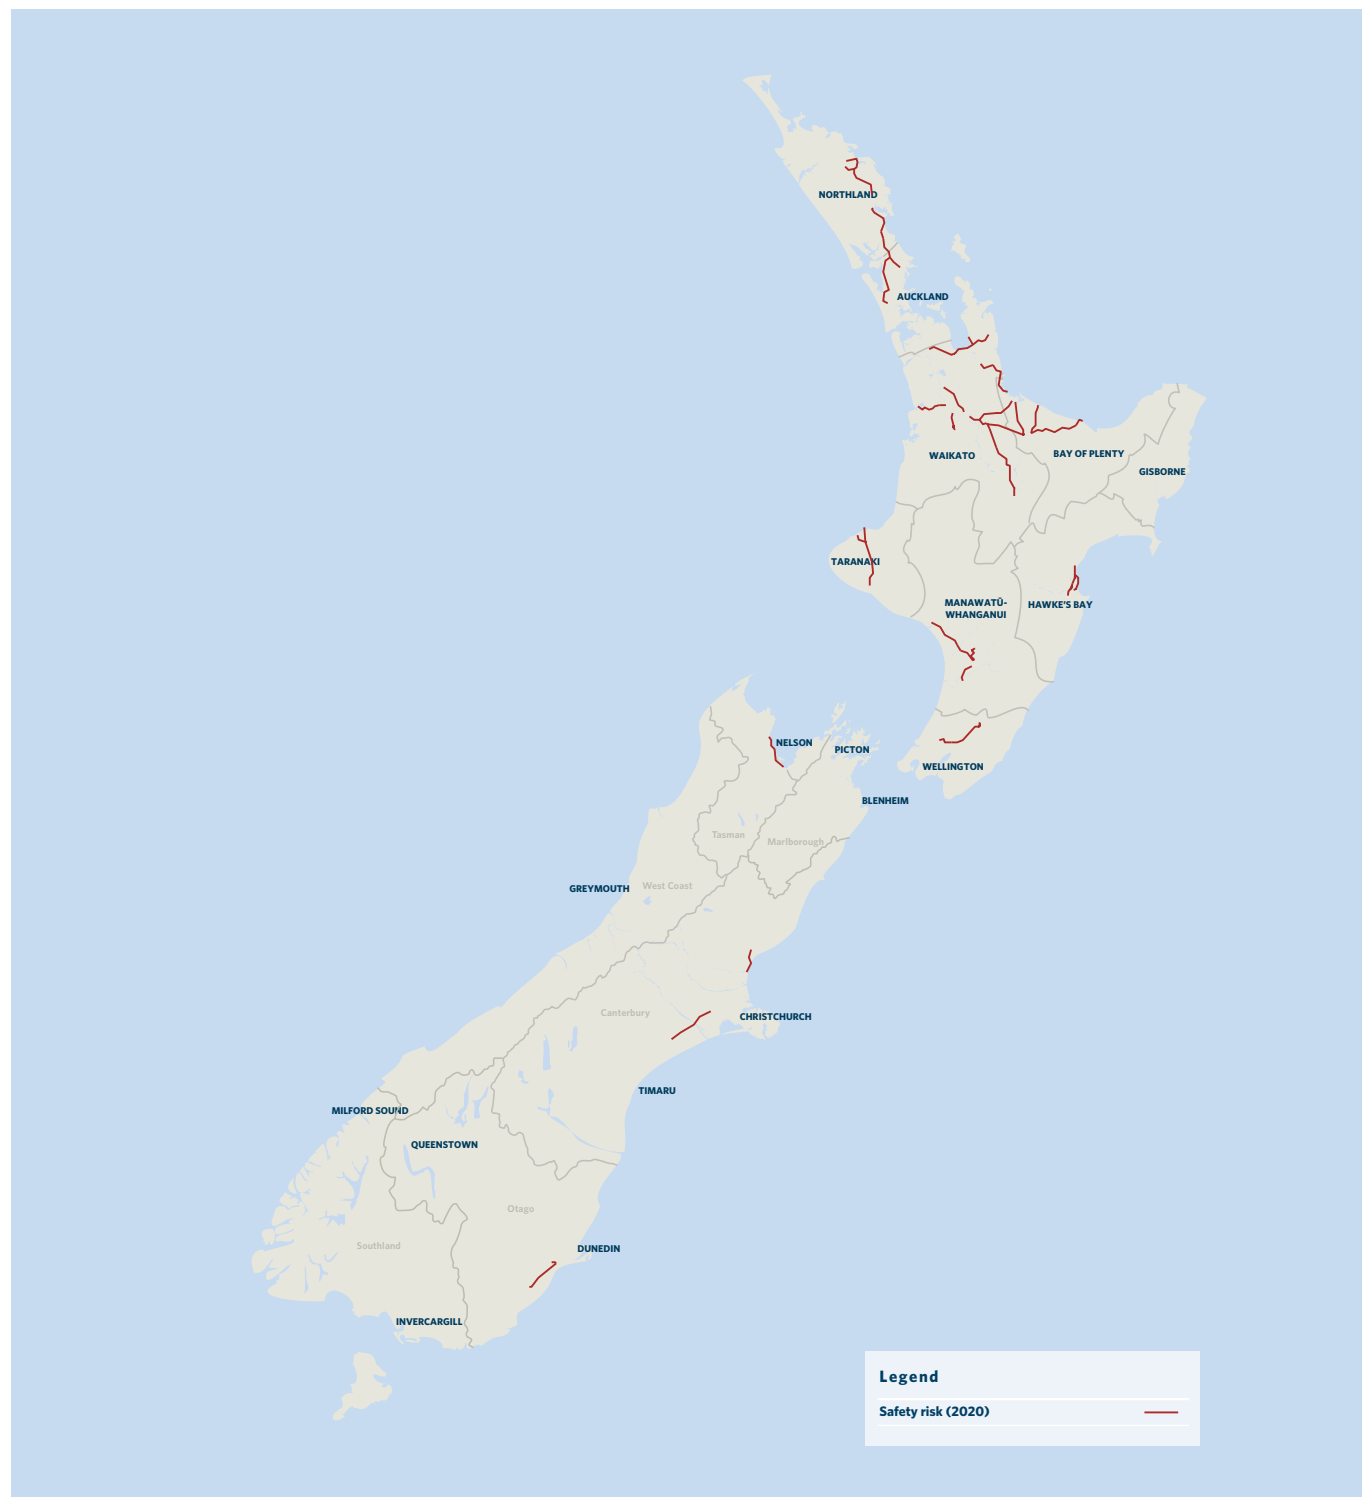 NORTHLAND
AUCKLAND
WAIKATO
BAY OF PLENTY
GISBORNE
TARANAKI
MANAWATŪ-
WHANGANUI
HAWKE'S BAY
NELSON
PICTON
WELLINGTON
BLENHEIM
Tasman
Marlborough
GREYMOUTH
West Coast
Canterbury
CHRISTCHURCH
TIMARU
MILFORD SOUND
QUEENSTOWN
Otago
Southland
DUNEDIN
INVERCARGILL
Legend
Safety risk (2020)